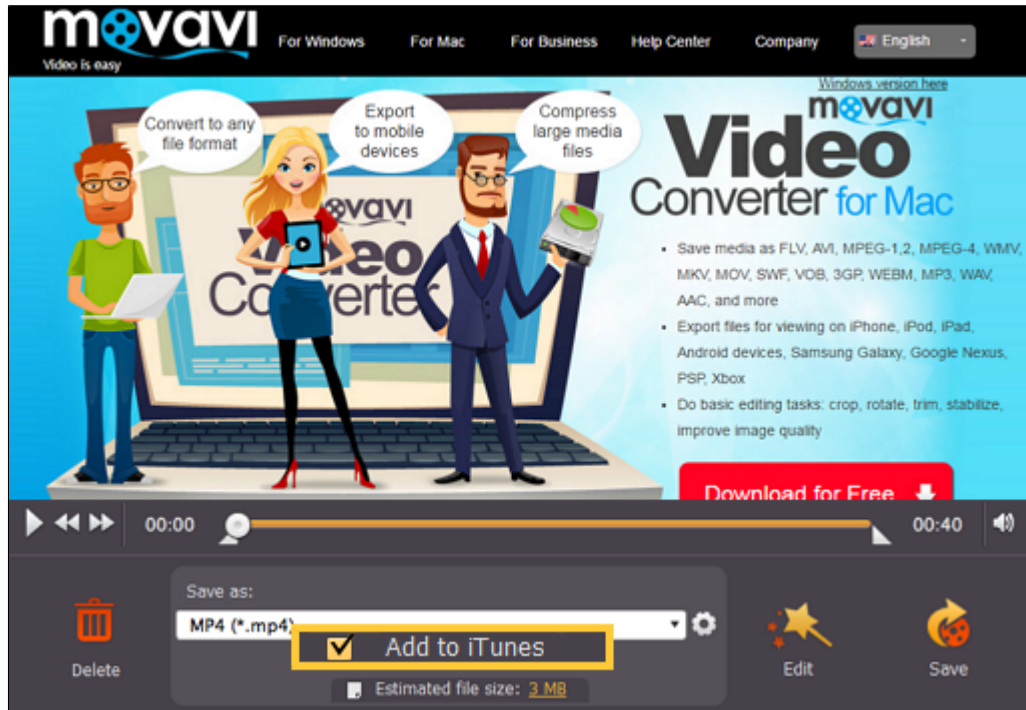 movavi
Video is easy
For Windows For Mac For Business Help Center Company English
Windows version here
Convert to any
file format
Export
to mobile
devices
Compress
large media
files
movavi
Video
Converter
movavi
Video
Converter for Mac
Save media as FLV, AVI, MPEG-1,2, MPEG-4, WMV,
MKV, MOV, SWF, VOB, 3GP, WEBM, MP3, WAV,
AAC, and more
Export files for viewing on iPhone, iPod, iPad,
Android devices, Samsung Galaxy, Google Nexus,
PSP, Xbox
Do basic editing tasks: crop, rotate, trim, stabilize,
improve image quality
Download for Free
00:00 00:40
Save as:
MP4 (*.mp4)
Add to iTunes
Estimated file size: 3 MB
Delete
Edit
Save